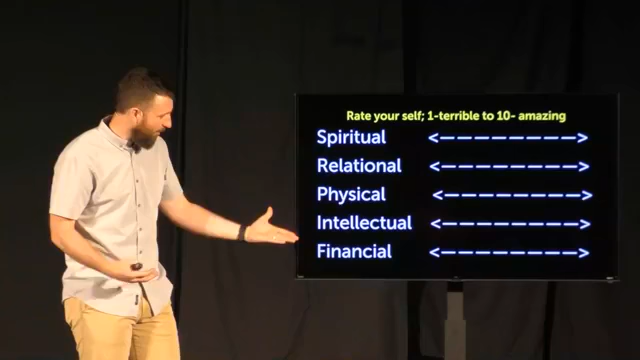 Rate your self; 1-terrible to 10- amazing
Spiritual <--------->
Relational <--------->
Physical <--------->
Intellectual <--------->
Financial <--------->